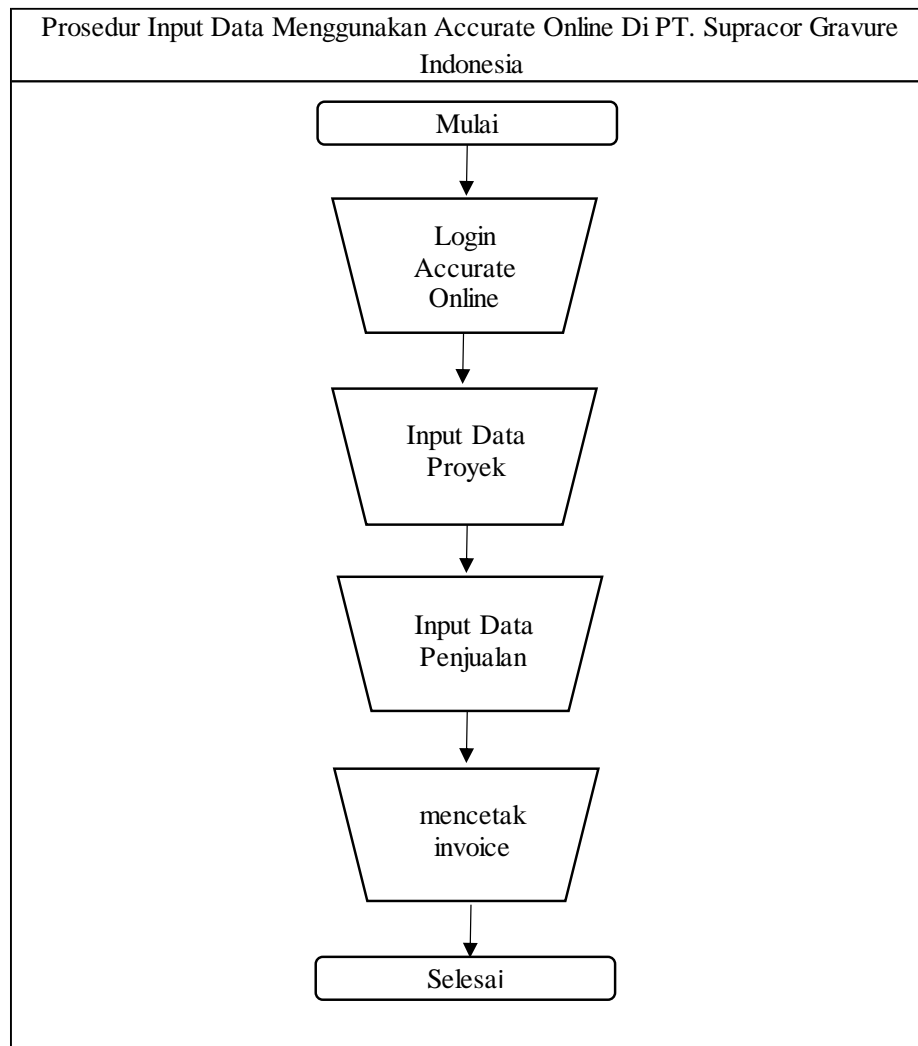 Prosedur Input Data Menggunakan Accurate Online Di PT. Supracor Gravure
Indonesia
Mulai
Login
Accurate
Online
Input Data
Proyek
Input Data
Penjualan
mencetak
invoice
Selesai